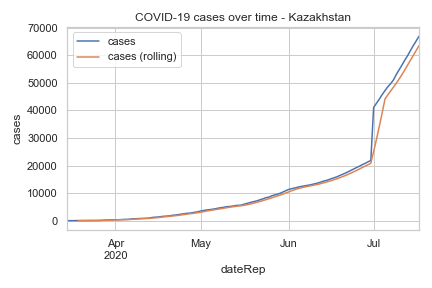 COVID-19 cases over time - Kazakhstan
cases
cases (rolling)
70000
60000
50000
40000
30000
20000
10000
0
cases
Apr
2020
May
Jun
Jul
dateRep